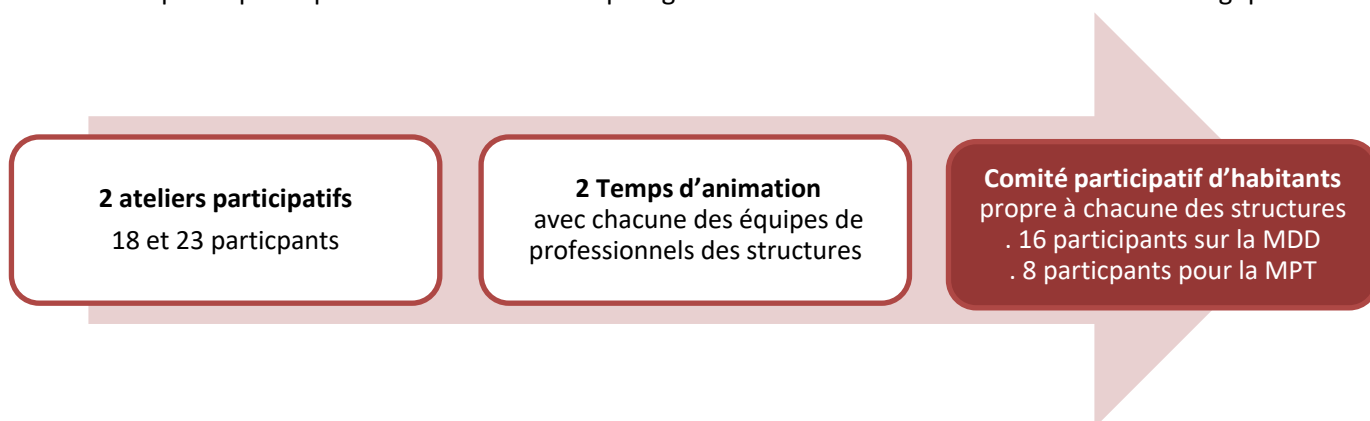 2 ateliers participatifs
18 et 23 particpants
2 Temps d'animation
avec chacune des équipes de
professionnels des structures
Comité participatif d'habitants
propre à chacune des structures
. 16 participants sur la MDD
. 8 particpants pour la MPT